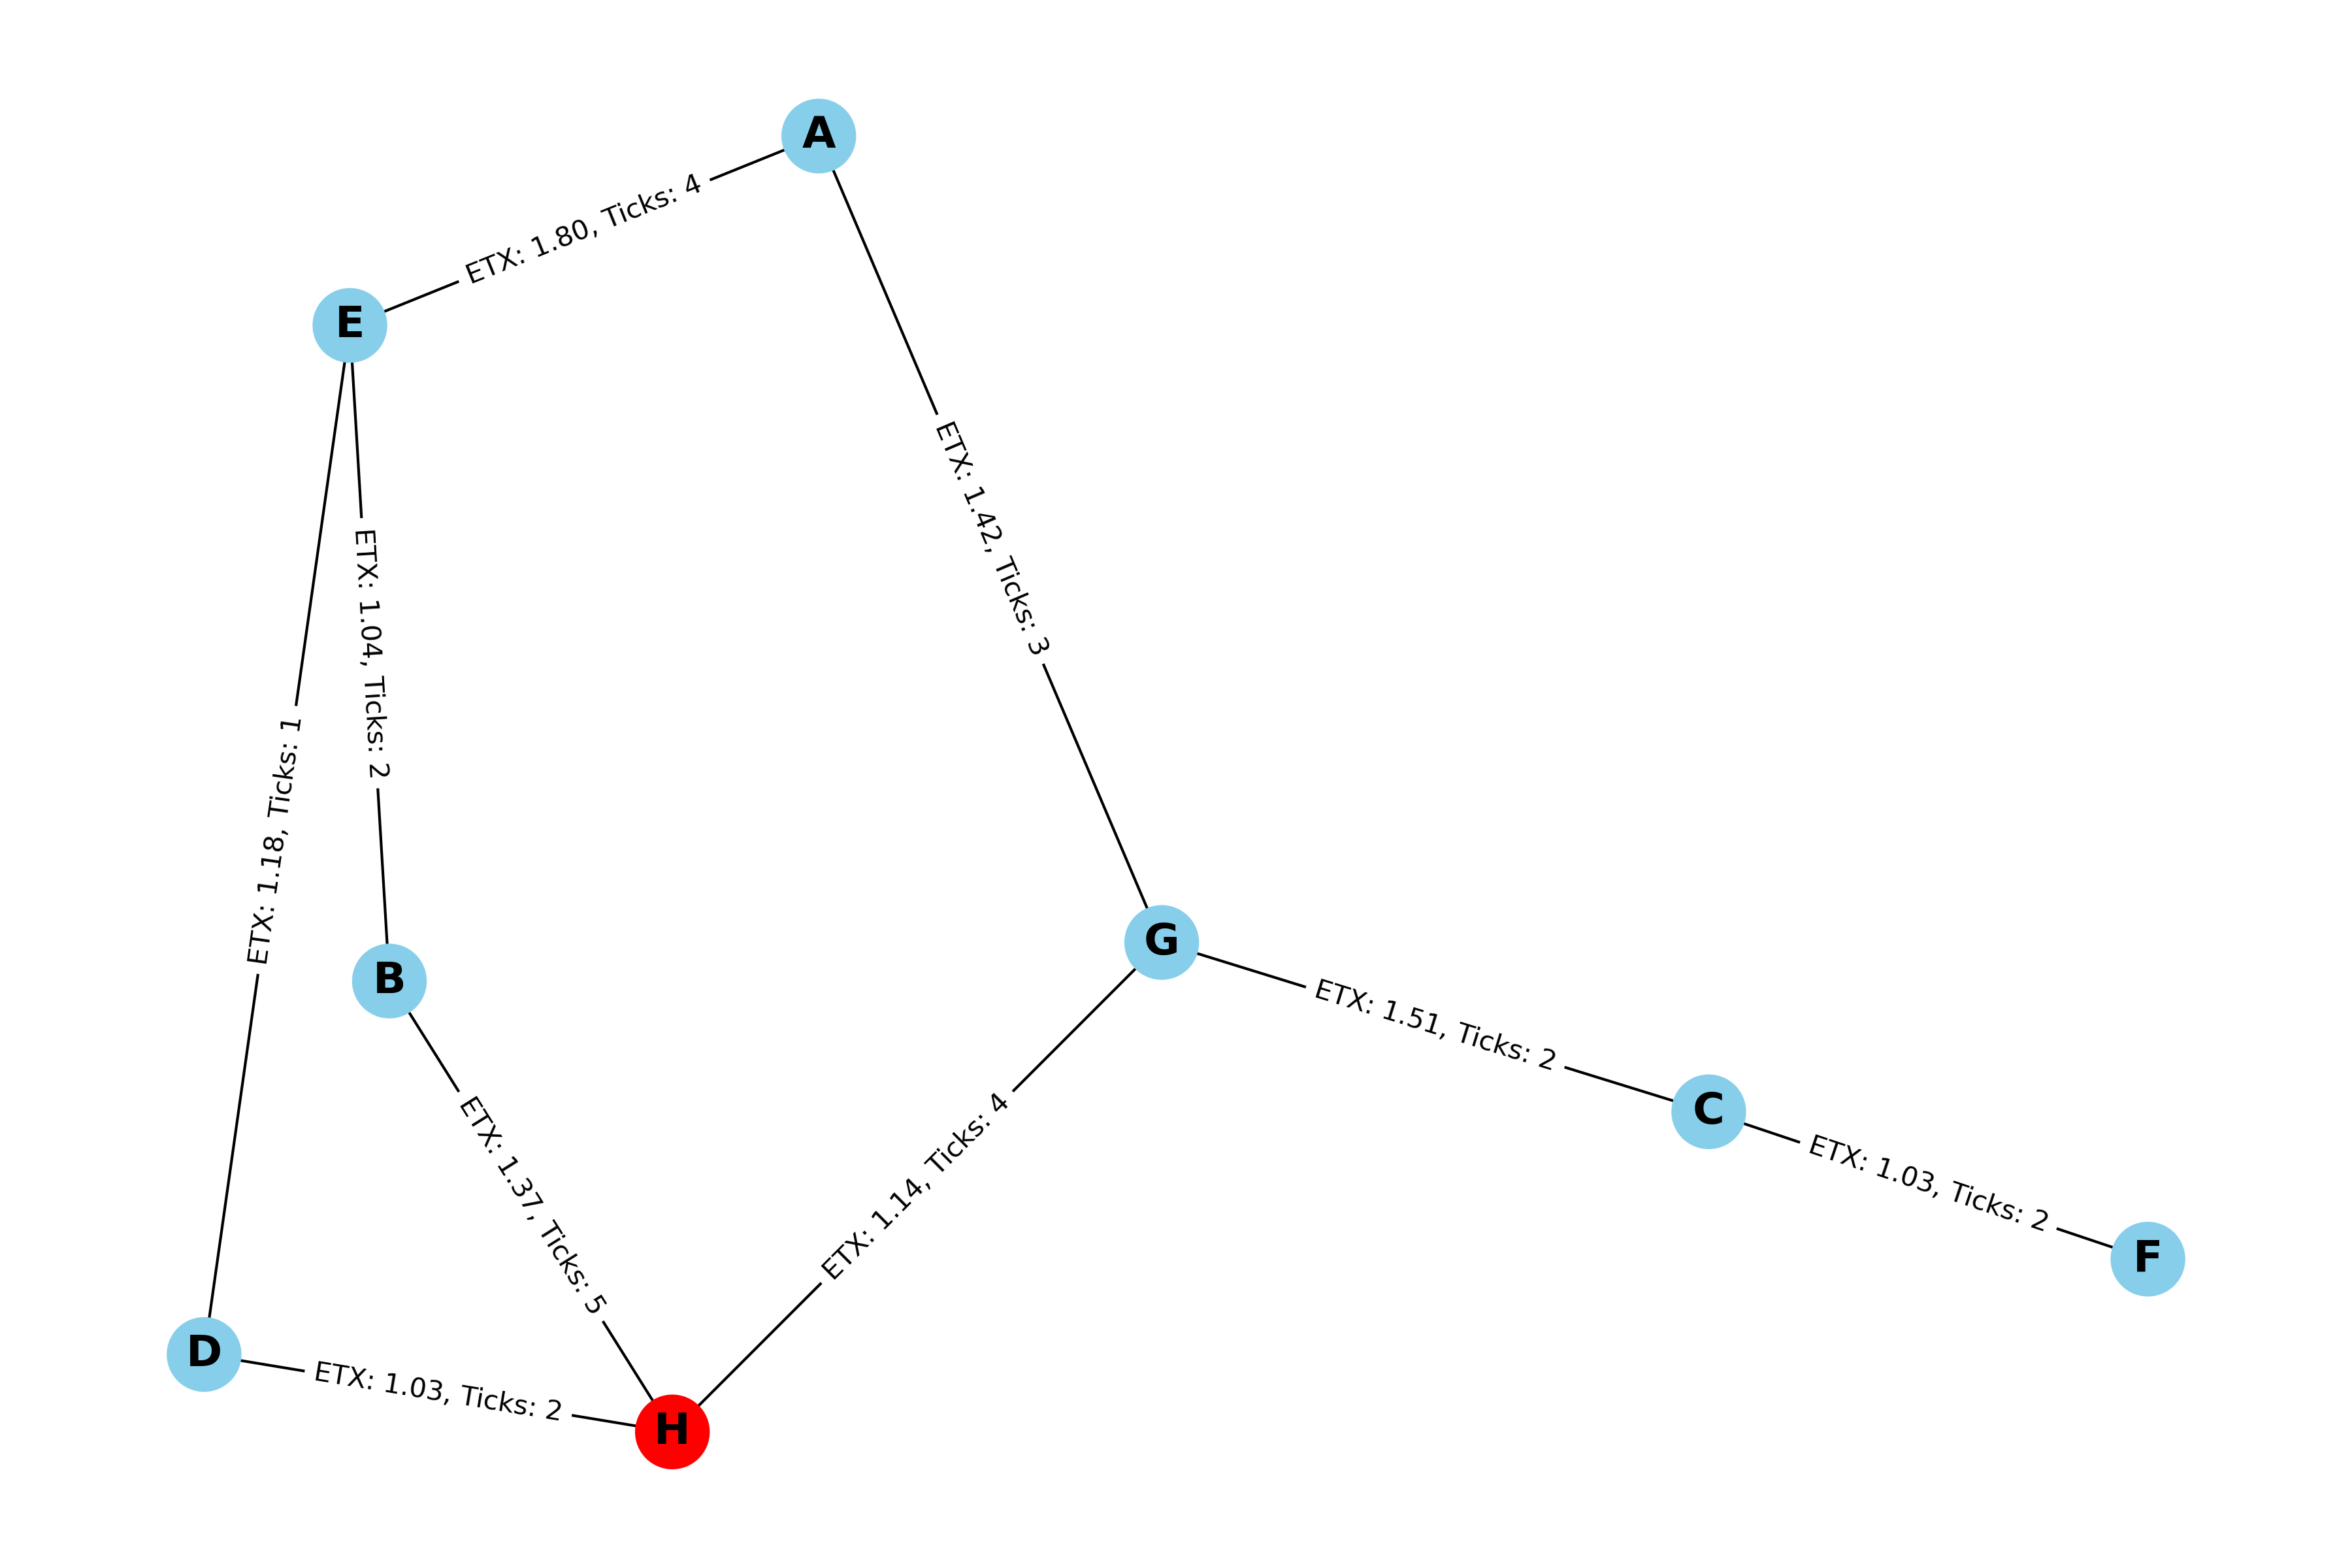 A
ETX: 1.80, Ticks: 4
E
ETX: 1.42, Ticks: 3
ETX: 1.04, Ticks: 2
ETX: 1.18, Ticks: 1
G
B
ETX: 1.51, Ticks: 2
C
ETX: 1.37, Ticks: 5
ETX: 1.14, Ticks: 4
ETX: 1.03, Ticks: 2
F
D
ETX: 1.03, Ticks: 2
H